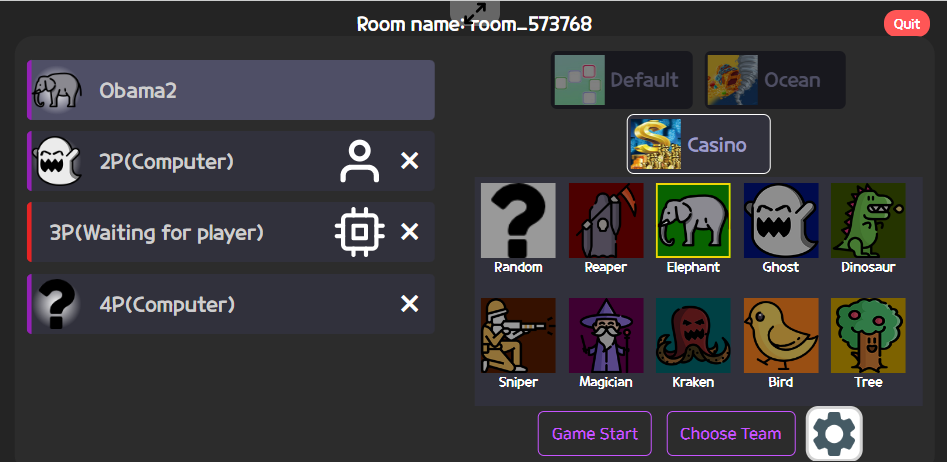 Room name: room_573768
Quit
Obama2
2P(Computer)
3P(Waiting for player)
4P(Computer)
Default
Ocean
Casino
Random
Reaper
Elephant
Ghost
Dinosaur
Sniper
Magician
Kraken
Bird
Tree
Game Start
Choose Team